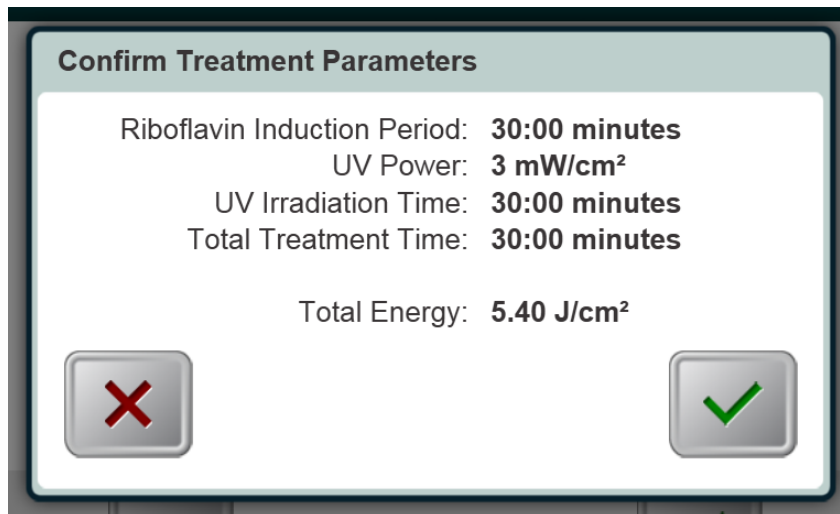 Confirm Treatment Parameters
Riboflavin Induction Period: 30:00 minutes
UV Power: 3 mW/cm²
UV Irradiation Time: 30:00 minutes
Total Treatment Time: 30:00 minutes
Total Energy: 5.40 J/cm²